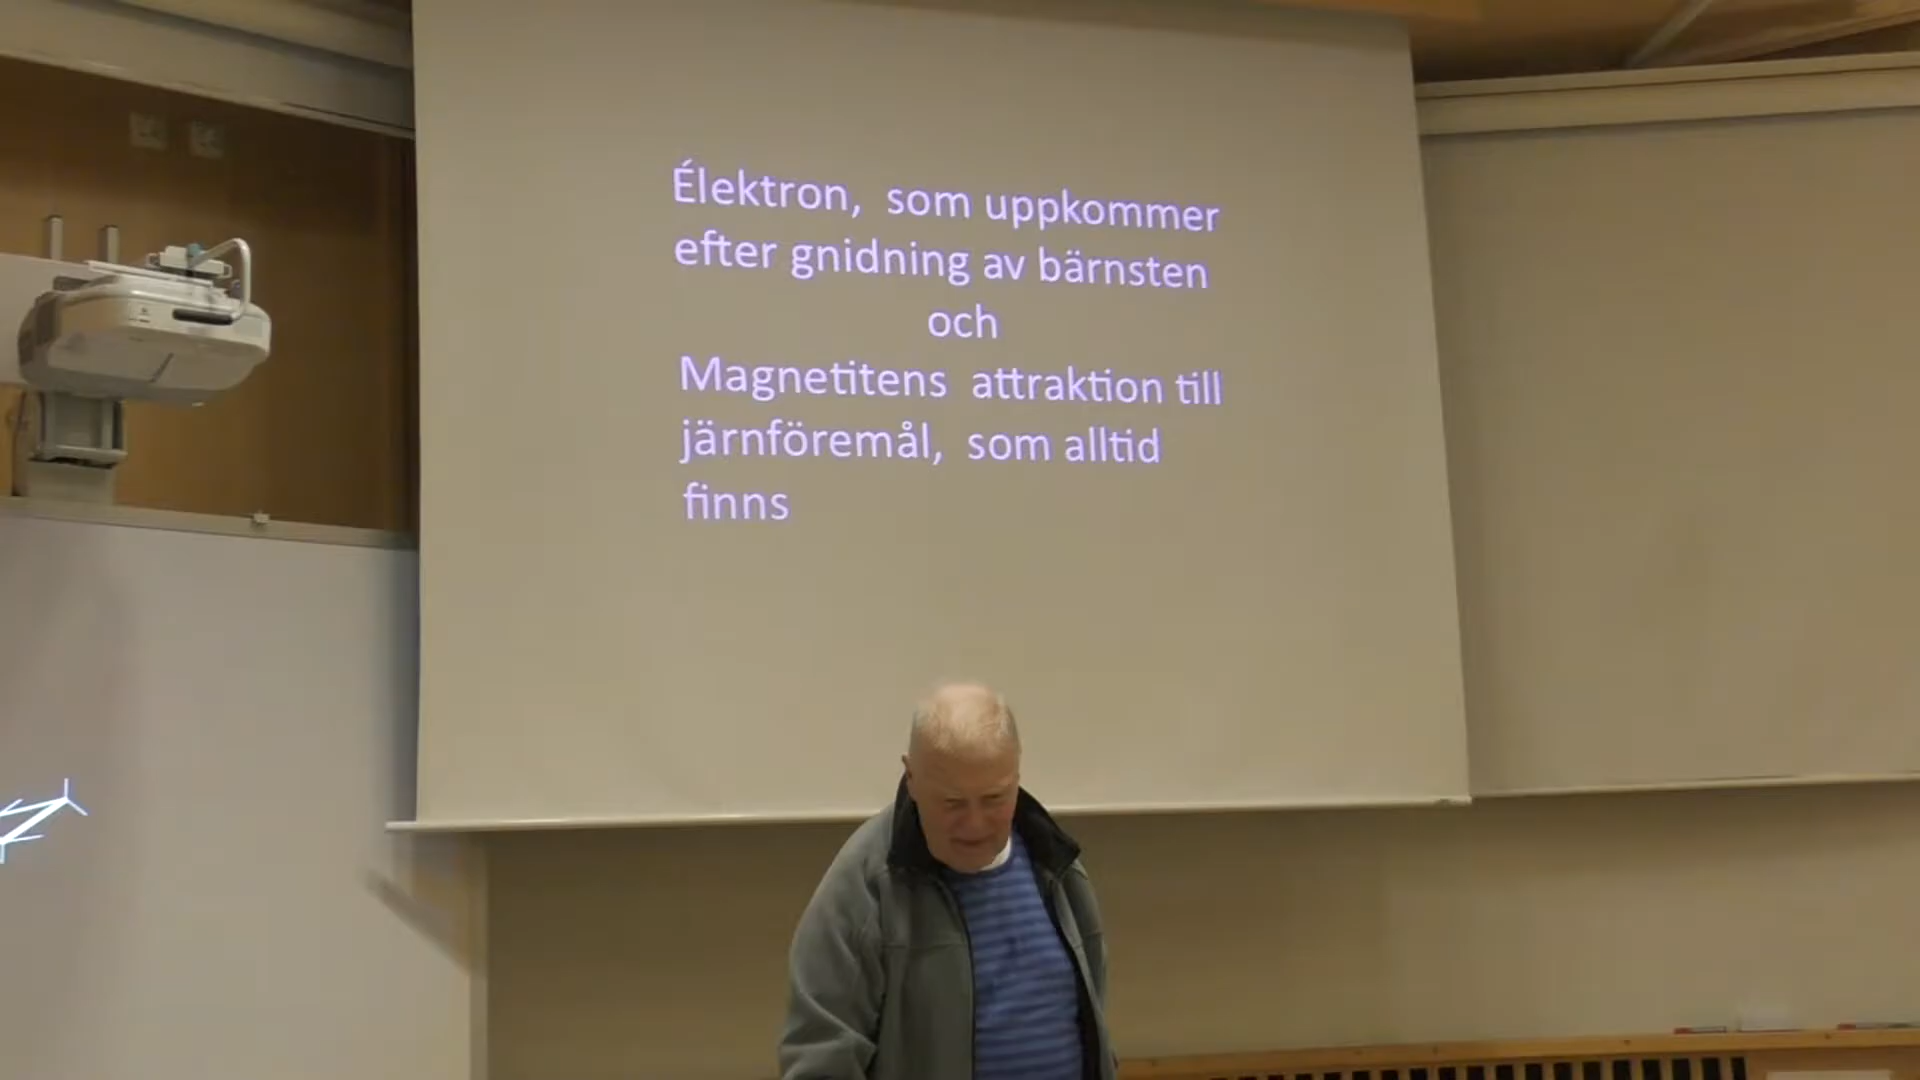 Élektron, som uppkommer
efter gnidning av bärnsten
och
Magnetitens attraktion till
järnföremål, som alltid
finns